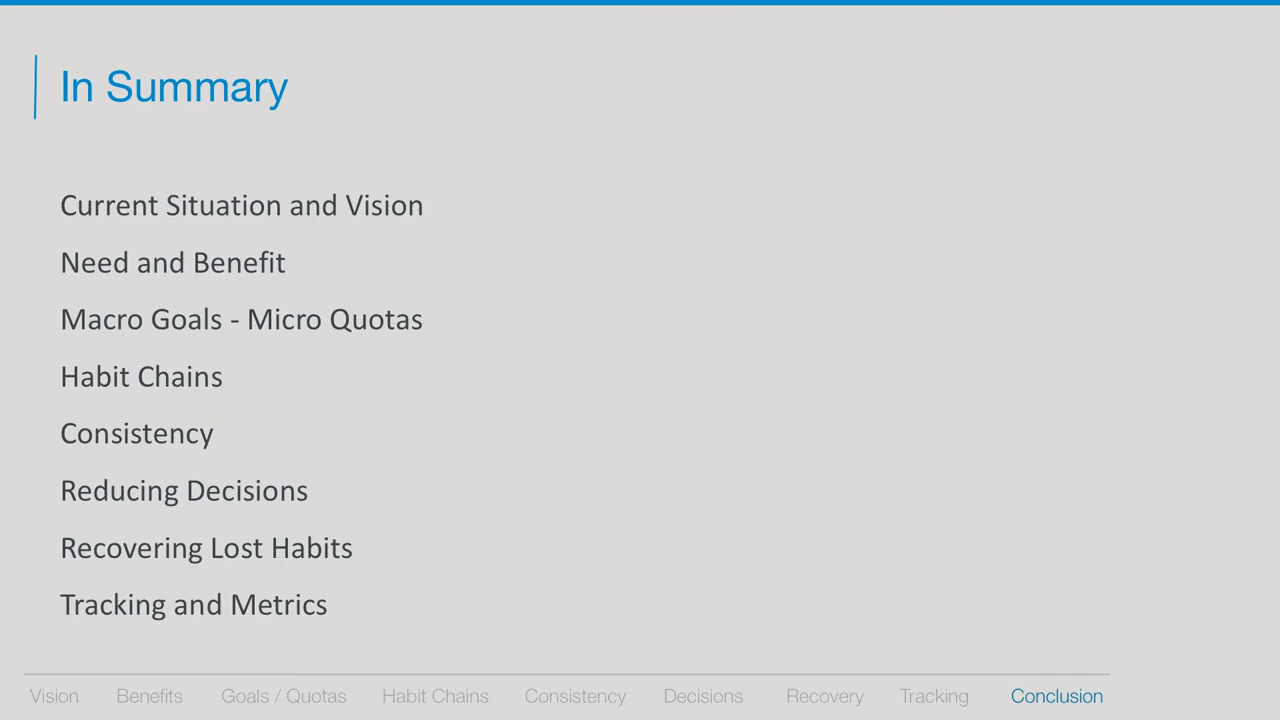 In Summary
Current Situation and Vision
Need and Benefit
Macro Goals - Micro Quotas
Habit Chains
Consistency
Reducing Decisions
Recovering Lost Habits
Tracking and Metrics
Vision Benefits Goals / Quotas Habit Chains Consistency Decisions Recovery Tracking Conclusion